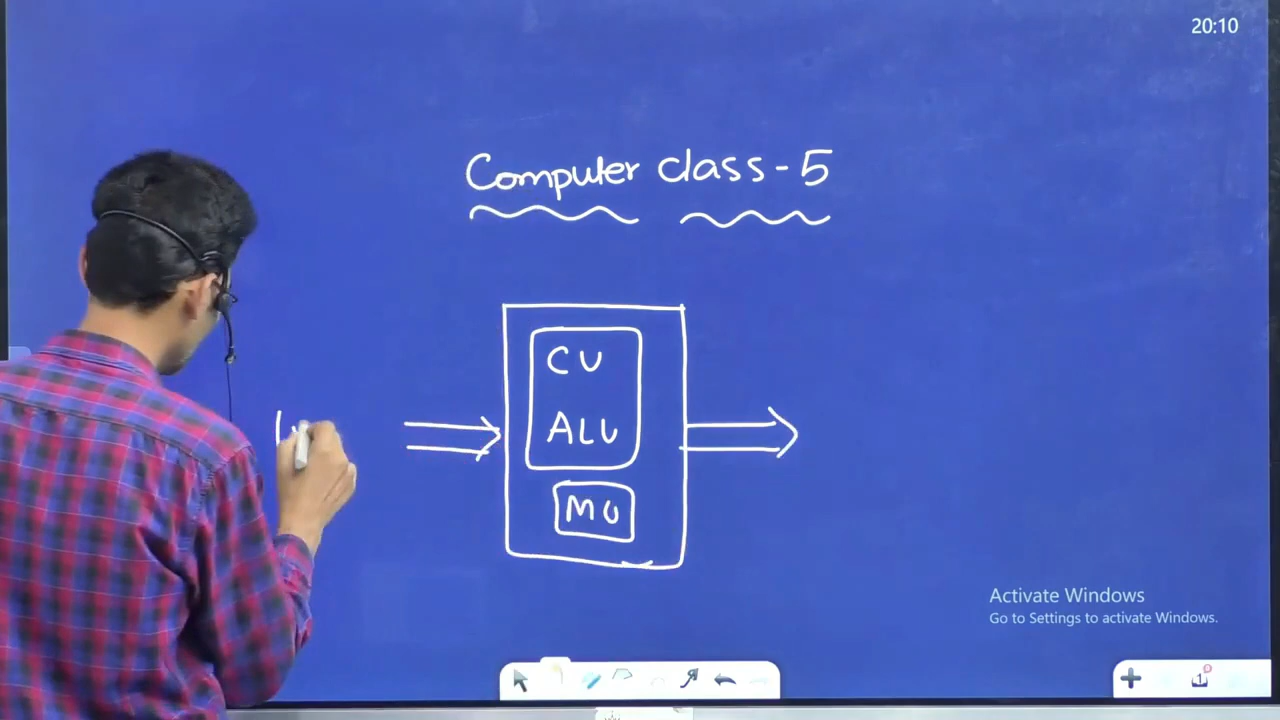 20:10
Computer class-5
CU
ALU
MU
Activate Windows
Go to Settings to activate Windows.